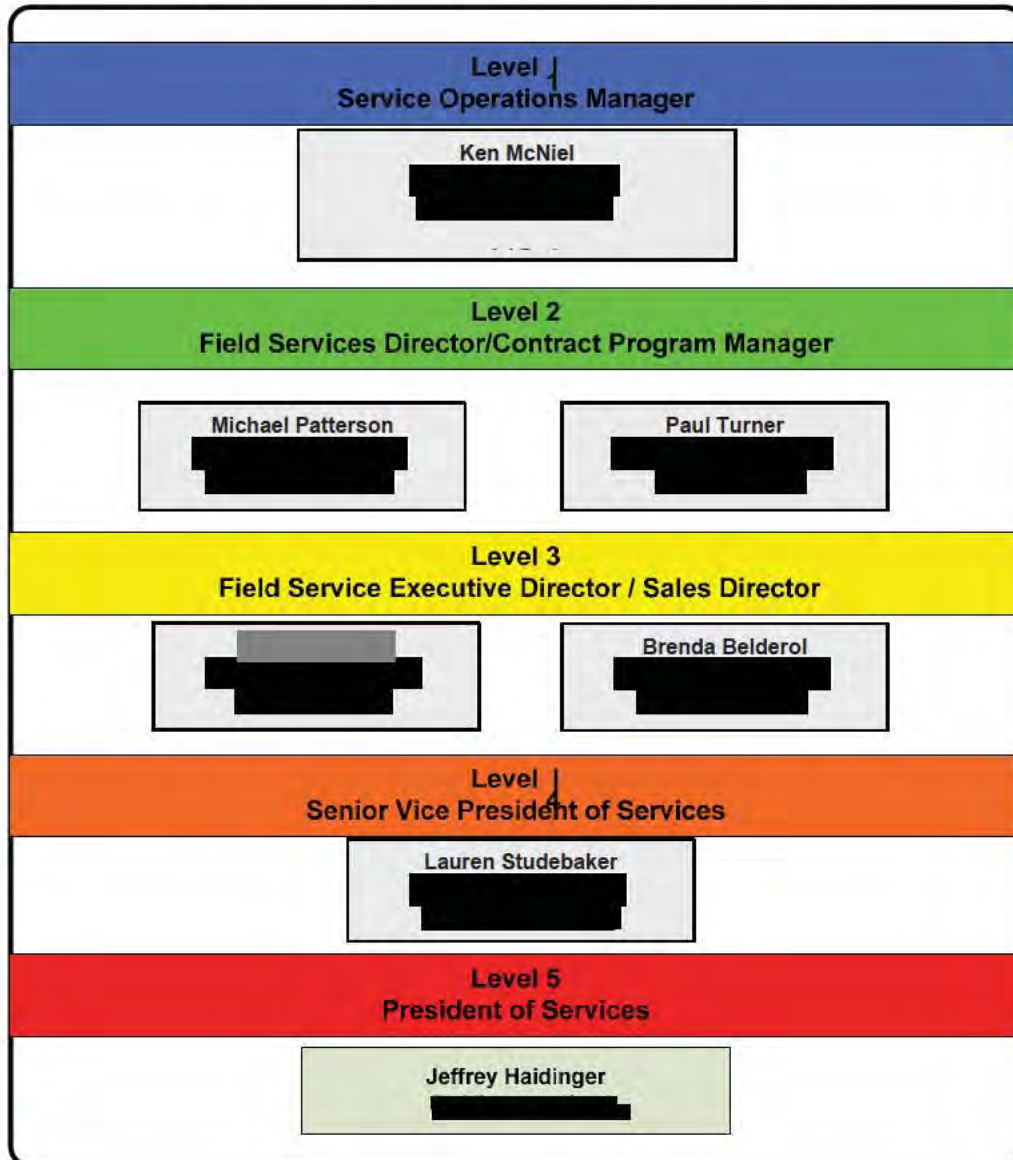 Level 1
Service Operations Manager
Ken McNiel
Level 2
Field Services Director/Contract Program Manager
Michael Patterson
Paul Turner
Level 3
Field Service Executive Director / Sales Director
Brenda Belderol
Level 4
Senior Vice President of Services
Lauren Studebaker
Level 5
President of Services
Jeffrey Haidinger